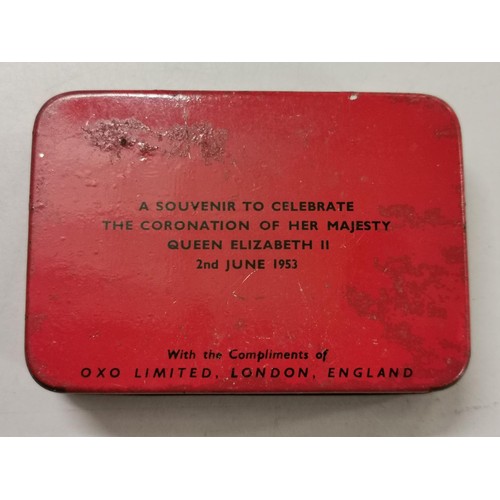 A SOUVENIR TO CELEBRATE
THE CORONATION OF HER MAJESTY
QUEEN ELIZABETH II
2nd JUNE 1953
With the Compliments of
OXO LIMITED, LONDON, ENGLAND